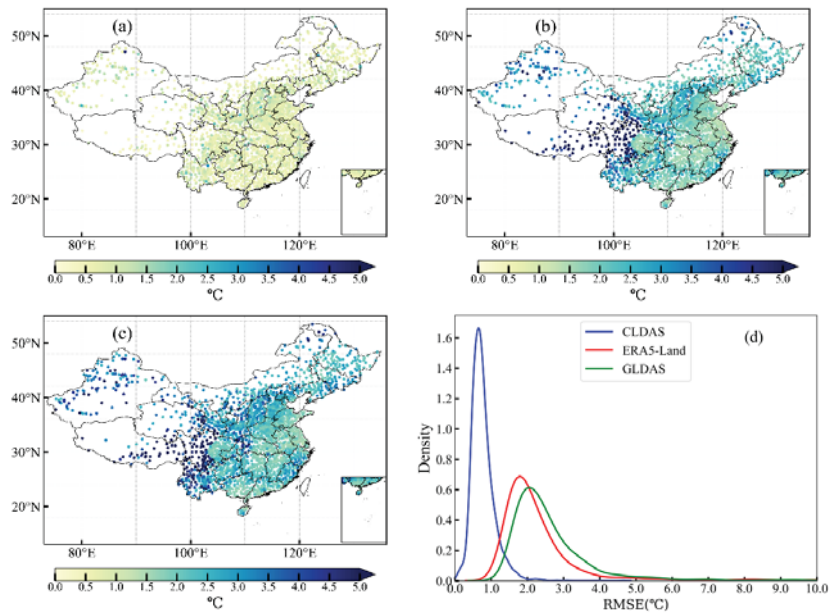 (a)
50°N
40°N
30°N
20°N
80°E 100°E 120°E
0.0 0.5 1.0 1.5 2.0 2.5 3.0 3.5 4.0 4.5 5.0
°C
(b)
50°N
40°N
30°N
20°N
80°E 100°E 120°E
0.0 0.5 1.0 1.5 2.0 2.5 3.0 3.5 4.0 4.5 5.0
°C
(c)
50°N
40°N
30°N
20°N
80°E 100°E 120°E
0.0 0.5 1.0 1.5 2.0 2.5 3.0 3.5 4.0 4.5 5.0
°C
(d)
CLDAS
ERA5-Land
GLDAS
Density
1.6
1.4
1.2
1.0
0.8
0.6
0.4
0.2
0.0
0.0 1.0 2.0 3.0 4.0 5.0 6.0 7.0 8.0 9.0 10.0
RMSE(°C)